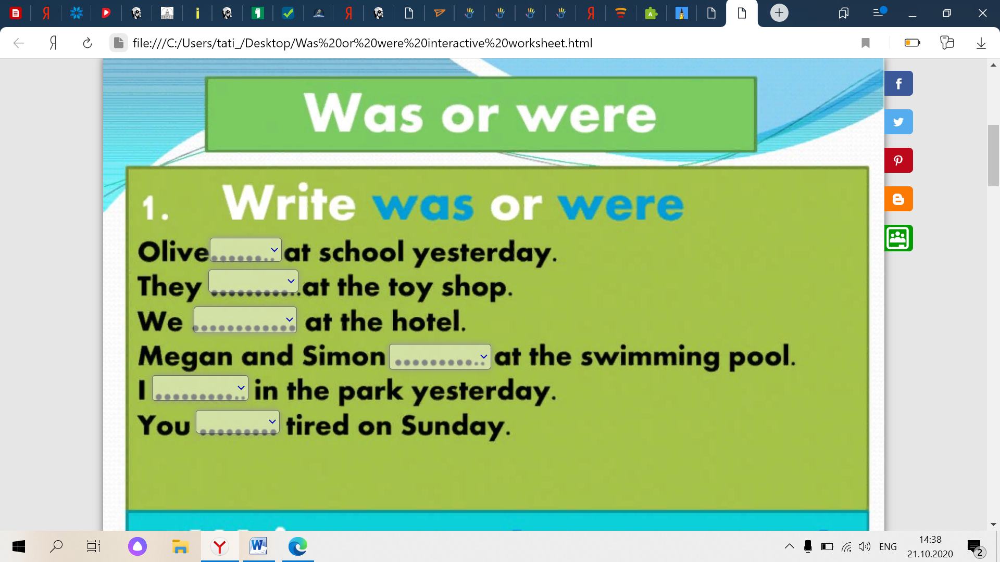 file:///C:/Users/tati_/Desktop/Was%20or%20were%20interactive%20worksheet.html
Was or were
1. Write was or were
Olive ........ at school yesterday.
They ........... at the toy shop.
We ............ at the hotel.
Megan and Simon ........... at the swimming pool.
I ........... in the park yesterday.
You ......... tired on Sunday.
ENG
14:38
21.10.2020
2